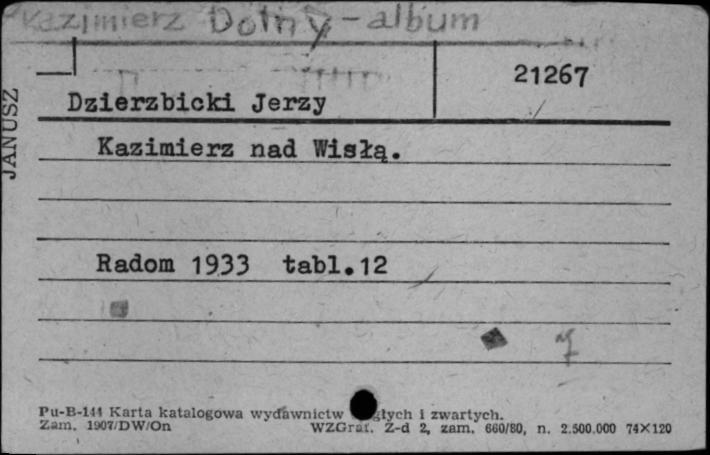 Kazimierz Dolny - album
21267
Dzierzbicki Jerzy
JANUSZ
Kazimierz nad Wisłą.
Radom 1933 tabl.12
Pu-B-144 Karta katalogowa wydawnictw ciągłych i zwartych.
Zam. 1907/DW/On WZGraf. Z-d 2, zam. 660/80, n. 2.500.000 74×120